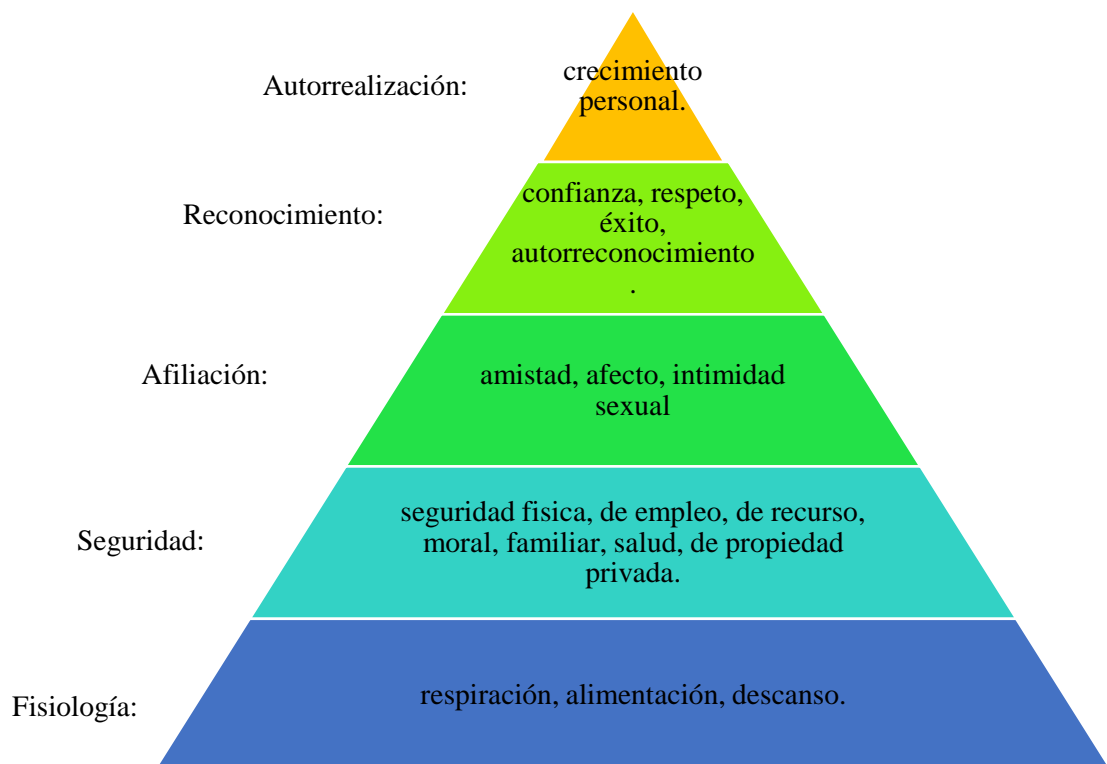 Autorrealización:
crecimiento
personal.
Reconocimiento:
confianza, respeto,
éxito,
autorreconocimiento
.
Afiliación:
amistad, afecto, intimidad
sexual
Seguridad:
seguridad fisica, de empleo, de recurso,
moral, familiar, salud, de propiedad
privada.
Fisiología:
respiración, alimentación, descanso.